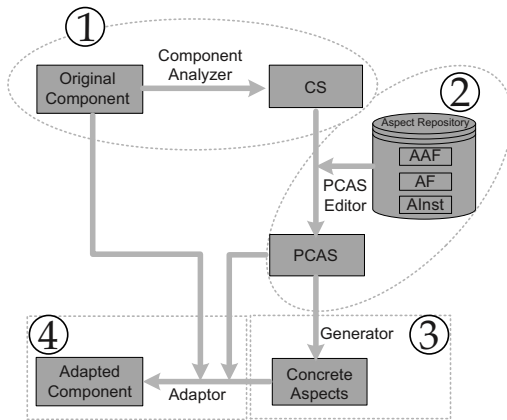 1
Component
Analyzer
Original
Component
CS
2
Aspect Repository
AAF
AF
AInst
PCAS
Editor
PCAS
Generator
4
3
Adapted
Component
Adaptor
Concrete
Aspects